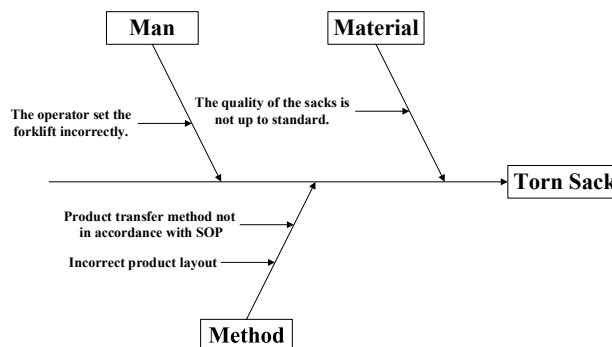 Man
Material
The operator set the
forklift incorrectly.
The quality of the sacks is
not up to standard.
Torn Sack
Product transfer method not
in accordance with SOP
Incorrect product layout
Method